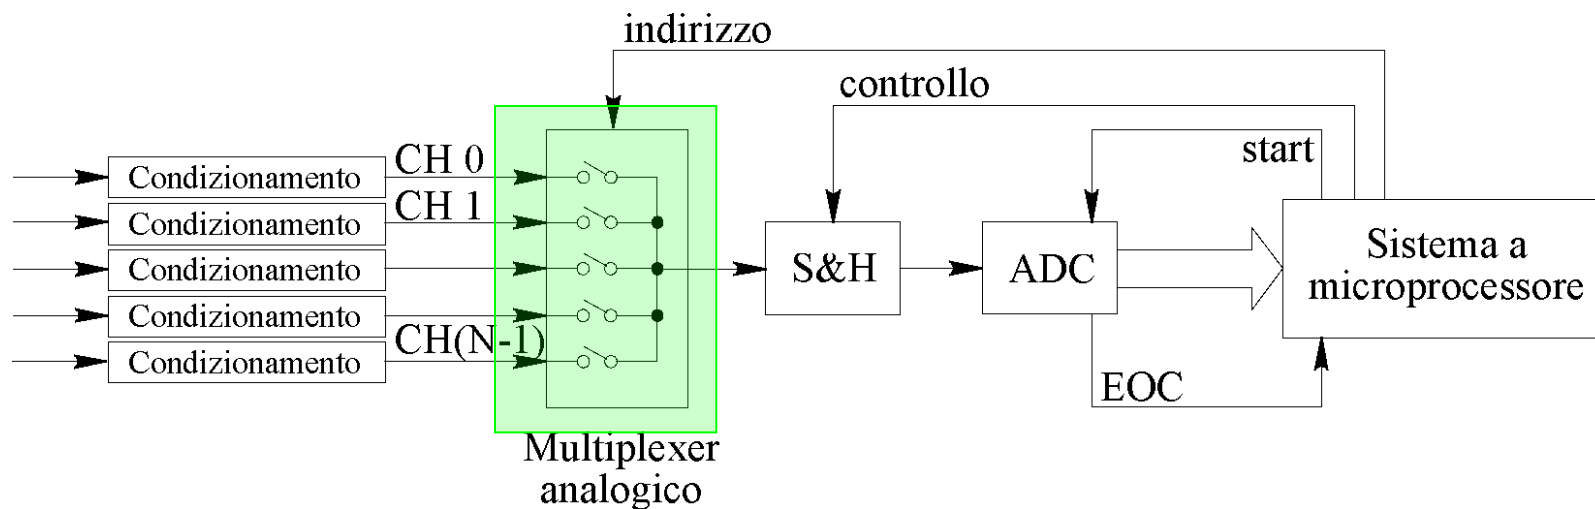 indirizzo
controllo
start
CH 0
Condizionamento
CH 1
Condizionamento
Condizionamento
Condizionamento
CH(N-1)
Condizionamento
S&H
ADC
Sistema a
microprocessore
EOC
Multiplexer
analogico